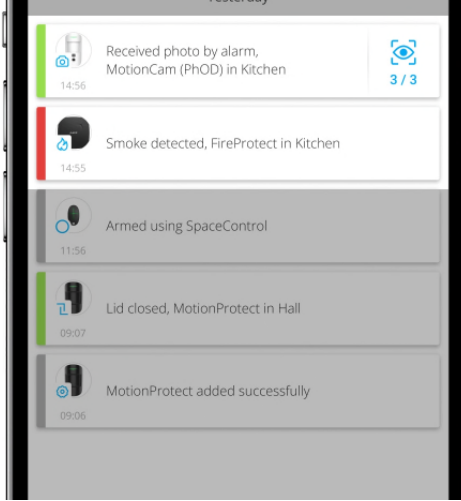 Yesterday
Received photo by alarm,
MotionCam (PhOD) in Kitchen
14:56
3 / 3
Smoke detected, FireProtect in Kitchen
14:55
Armed using SpaceControl
11:56
Lid closed, MotionProtect in Hall
09:07
MotionProtect added successfully
09:06